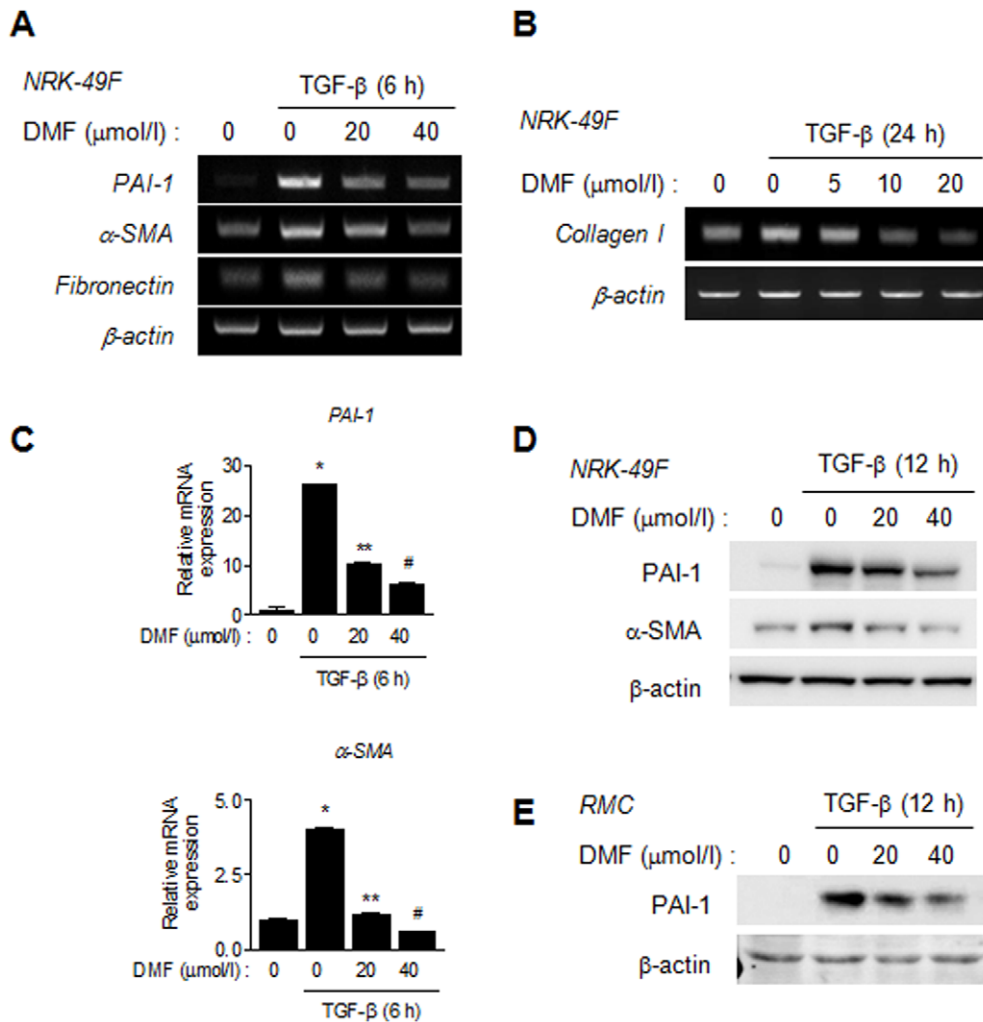 A
NRK-49F
TGF-β (6 h)
DMF (μmol/l) : 0 0 20 40
PAI-1
α-SMA
Fibronectin
β-actin
B
NRK-49F
TGF-β (24 h)
DMF (μmol/l) : 0 0 5 10 20
Collagen I
β-actin
C
PAI-1
Relative mRNA
expression
30
20
10
0
*
**
#
DMF (μmol/l) : 0 0 20 40
TGF-β (6 h)
α-SMA
Relative mRNA
expression
5.0
2.5
0.0
*
**
#
DMF (μmol/l) : 0 0 20 40
TGF-β (6 h)
D
NRK-49F
TGF-β (12 h)
DMF (μmol/l) : 0 0 20 40
PAI-1
α-SMA
β-actin
E
RMC
TGF-β (12 h)
DMF (μmol/l) : 0 0 20 40
PAI-1
β-actin